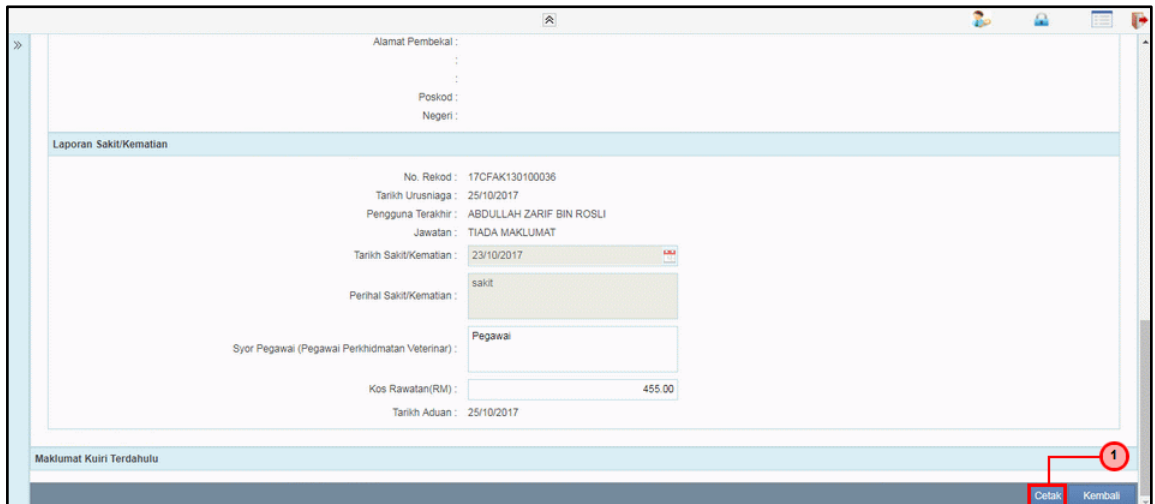 Alamat Pembekal :
:
:
Poskod :
Negeri :
Laporan Sakit/Kematian
No. Rekod : 17CFAK130100036
Tarikh Urusniaga : 25/10/2017
Pengguna Terakhir : ABDULLAH ZARIF BIN ROSLI
Jawatan : TIADA MAKLUMAT
Tarikh Sakit/Kematian : 23/10/2017
Perihal Sakit/Kematian : sakit
Syor Pegawai (Pegawai Perkhidmatan Veterinar) : Pegawai
Kos Rawatan(RM) : 455.00
Tarikh Aduan : 25/10/2017
Maklumat Kuiri Terdahulu
1
Cetak Kembali